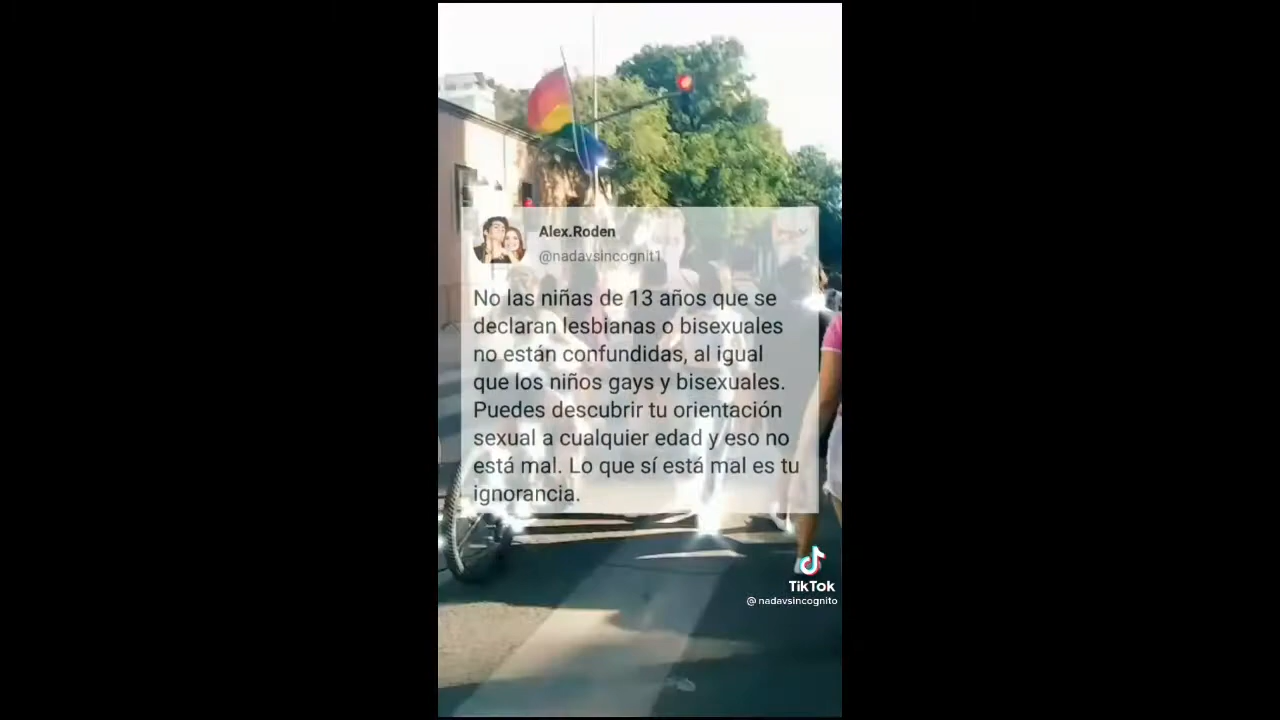 Alex.Roden
@nadavsincognit1
No las niñas de 13 años que se
declaran lesbianas o bisexuales
no están confundidas, al igual
que los niños gays y bisexuales.
Puedes descubrir tu orientación
sexual a cualquier edad y eso no
está mal. Lo que sí está mal es tu
ignorancia.
TikTok
@nadavsincognito